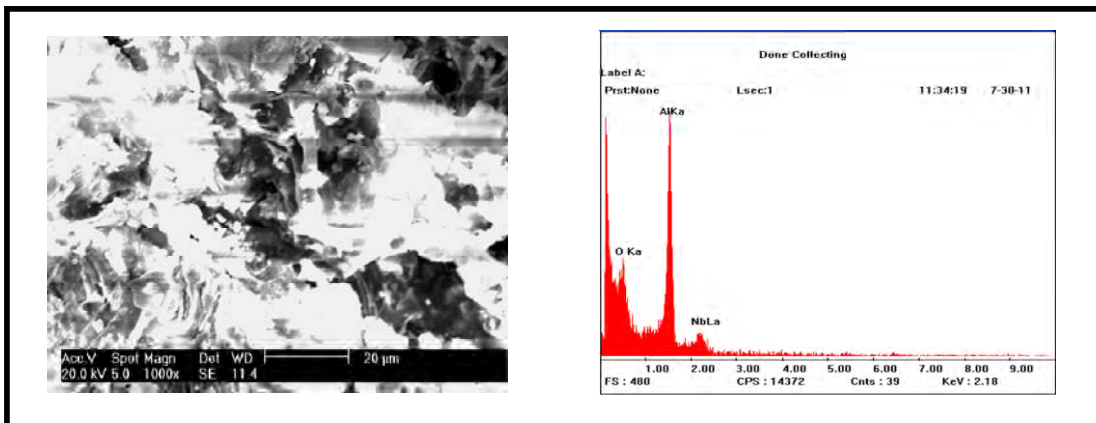 Acc.V Spot Magn Det WD 20 µm
20.0 kV 5.0 1000x SE 11.4
Done Collecting
Label A:
Prst:None Lsec:1 11:34:19 7-30-11
AlKa
O Ka
NbLa
1.00 2.00 3.00 4.00 5.00 6.00 7.00 8.00 9.00
FS : 480 CPS : 14372 Cnts : 39 KeV : 2.18